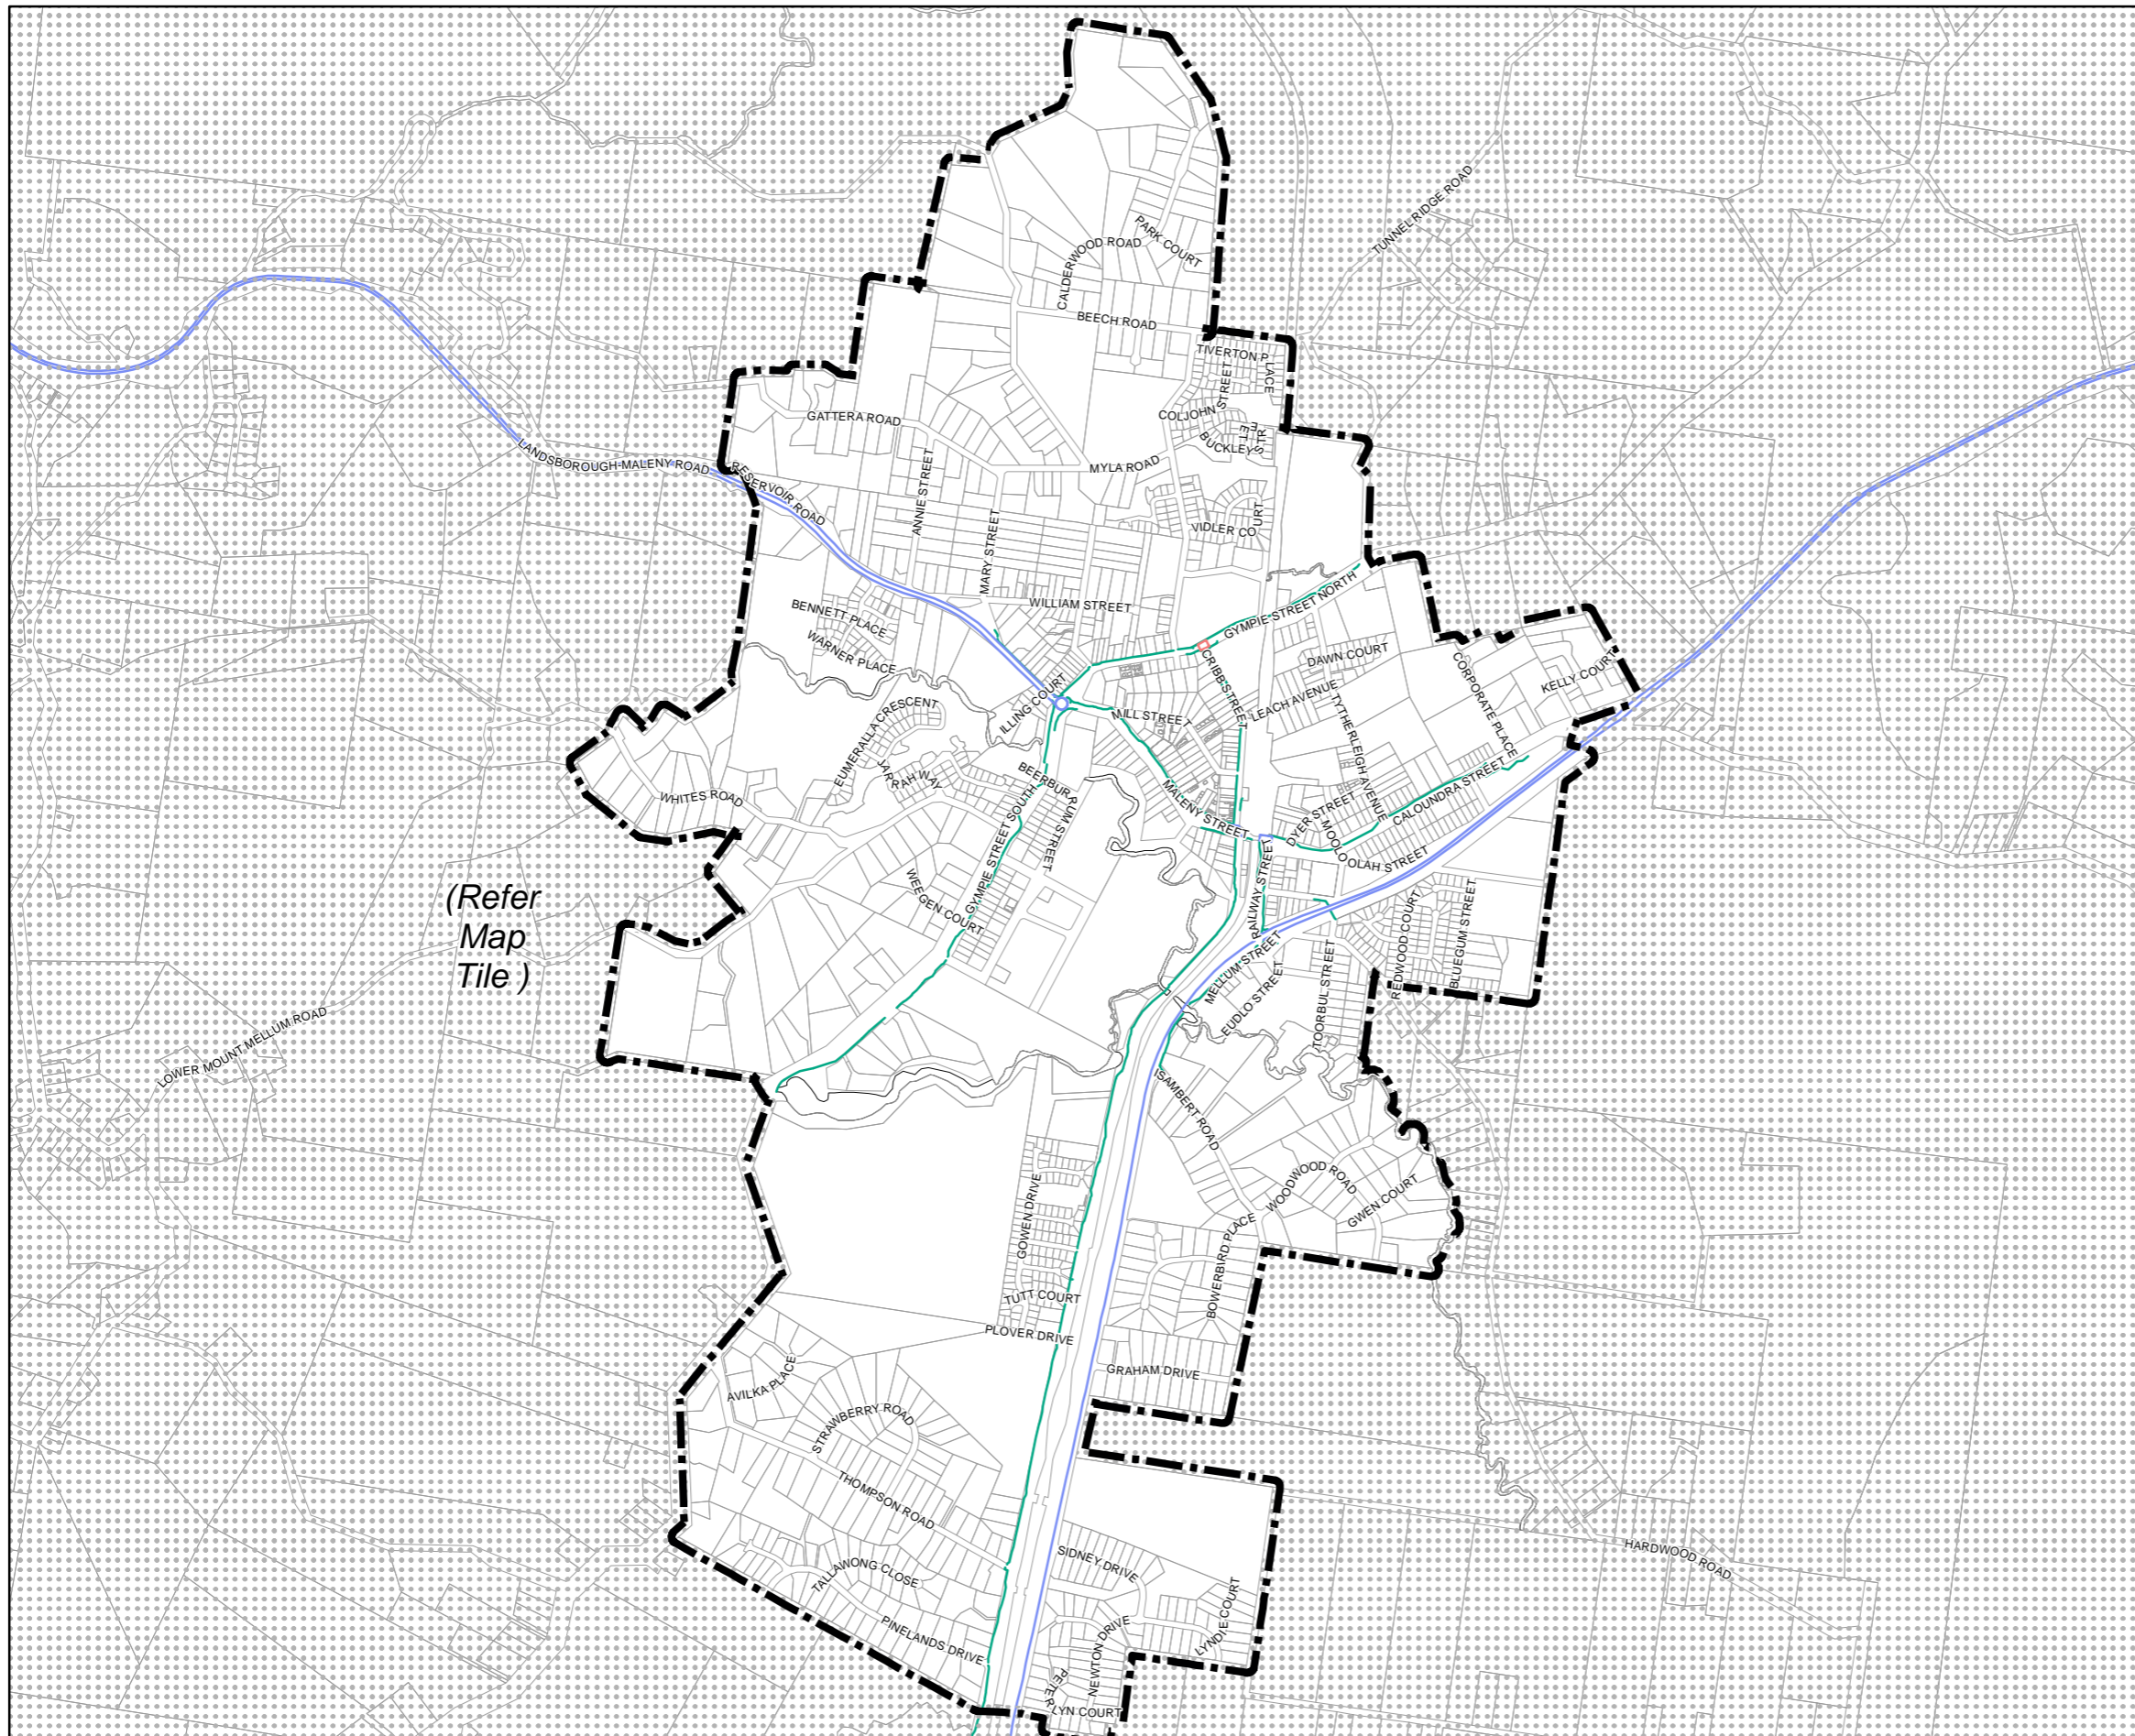 TUNNEL RIDGE ROAD
PARK COURT
CALDERWOOD ROAD
BEECH ROAD
TIVERTON PLACE
COLJOHN STREET
BUCKLEY STREET
GATTERA ROAD
LANDSBOROUGH-MALENY ROAD
RESERVOIR ROAD
ANNIE STREET
MYLA ROAD
MARY STREET
VIDLER COURT
WILLIAM STREET
GYMPIE STREET NORTH
BENNETT PLACE
WARNER PLACE
DAWN COURT
CRIBB STREET
CORPORATE PLACE
KELLY COURT
ILLING COURT
MILL STREET
LEACH AVENUE
TYTHERLEIGH AVENUE
EUMERALLA CRESCENT
JARRAH WAY
BEERBURRUM STREET
WHITES ROAD
GYMPIE STREET SOUTH
MALENY STREET
DYER STREET
CALOUNDRA STREET
MOOLOOLAH STREET
WEEGEN COURT
RAILWAY STREET
REDWOOD COURT
BLUEGUM STREET
(Refer
Map
Tile )
MELLUM STREET
EUDLO STREET
TOORBUL STREET
LOWER MOUNT MELLUM ROAD
ISAMBERT ROAD
WOODWOOD ROAD
GWEN COURT
GOWEN DRIVE
BOWERBIRD PLACE
TUTT COURT
PLOVER DRIVE
GRAHAM DRIVE
AVILKA PLACE
STRAWBERRY ROAD
THOMPSON ROAD
TALLAWONG CLOSE
PINELANDS DRIVE
SIDNEY DRIVE
HARDWOOD ROAD
LYNDIE COURT
NEWTON DRIVE
PETER LYN COURT